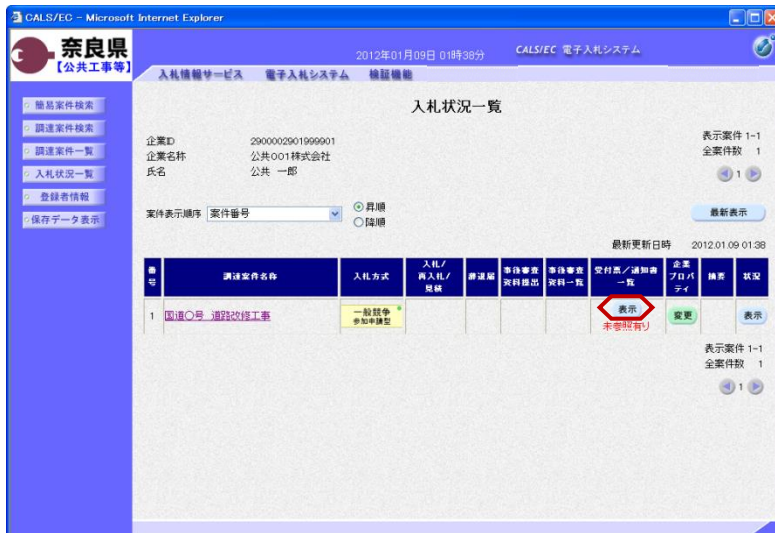 CALS/EC - Microsoft Internet Explorer
奈良県
【公共工事等】
2012年01月09日 01時38分
CALS/EC 電子入札システム
入札情報サービス
電子入札システム
検証機能
簡易案件検索
調達案件検索
調達案件一覧
入札状況一覧
登録者情報
保存データ表示
入札状況一覧
企業ID 2900002901999901
企業名称 公共001株式会社
氏名 公共 一郎
表示案件 1-1
全案件数 1
1
案件表示順序 案件番号
昇順
降順
最新表示
最新更新日時 2012.01.09 01:38
番号 調達案件名称 入札方式 入札/再入札/見積 辞退届 事後審査資料提出 事後審査資料一覧 受付票/通知書一覧 企業プロパティ 摘要 状況
1 国道〇号 道路改修工事 一般競争 参加申請型 表示 未参照有り 変更 表示
表示案件 1-1
全案件数 1
1